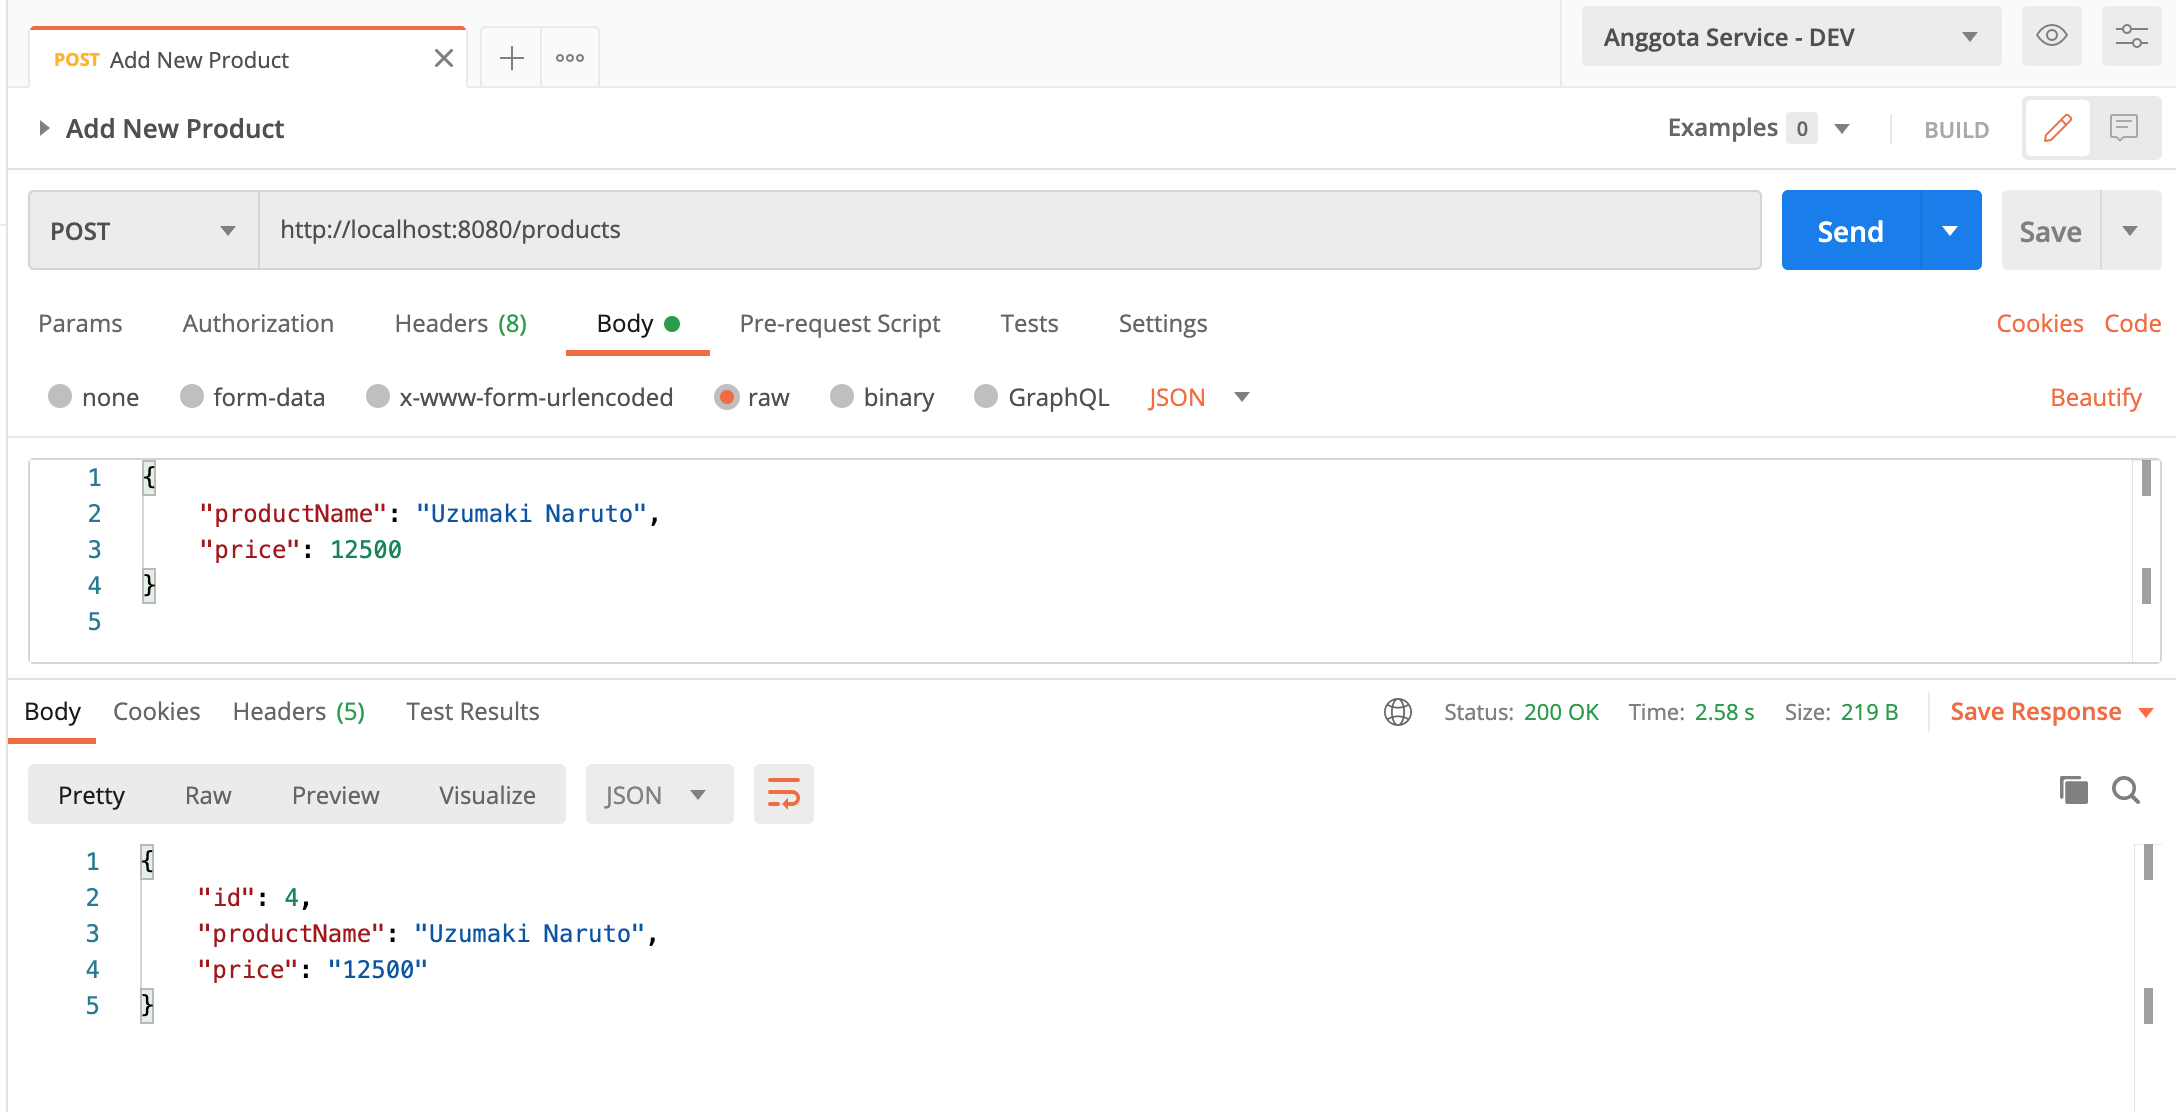 POST Add New Product
Anggota Service - DEV
Add New Product
Examples 0
BUILD
POST
http://localhost:8080/products
Send
Save
Params Authorization Headers (8) Body Pre-request Script Tests Settings Cookies Code
none form-data x-www-form-urlencoded raw binary GraphQL JSON Beautify
1 {
2 "productName": "Uzumaki Naruto",
3 "price": 12500
4 }
5
Body Cookies Headers (5) Test Results Status: 200 OK Time: 2.58 s Size: 219 B Save Response
Pretty Raw Preview Visualize JSON
1 {
2 "id": 4,
3 "productName": "Uzumaki Naruto",
4 "price": "12500"
5 }